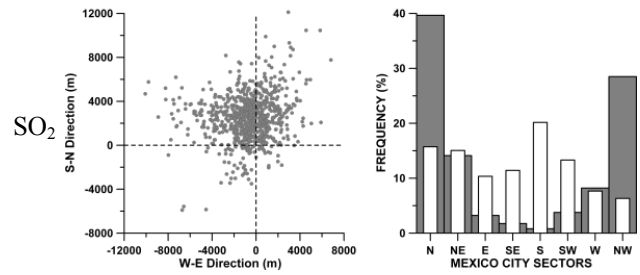 SO₂
S-N Direction (m)
12000
8000
4000
0
-4000
-8000
-12000 -8000 -4000 0 4000 8000
W-E Direction (m)
FREQUENCY (%)
40
30
20
10
0
N NE E SE S SW W NW
MEXICO CITY SECTORS